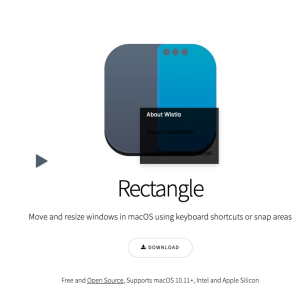 About Wistia
Rectangle
Move and resize windows in macOS using keyboard shortcuts or snap areas
DOWNLOAD
Free and Open Source, Supports macOS 10.11+, Intel and Apple Silicon